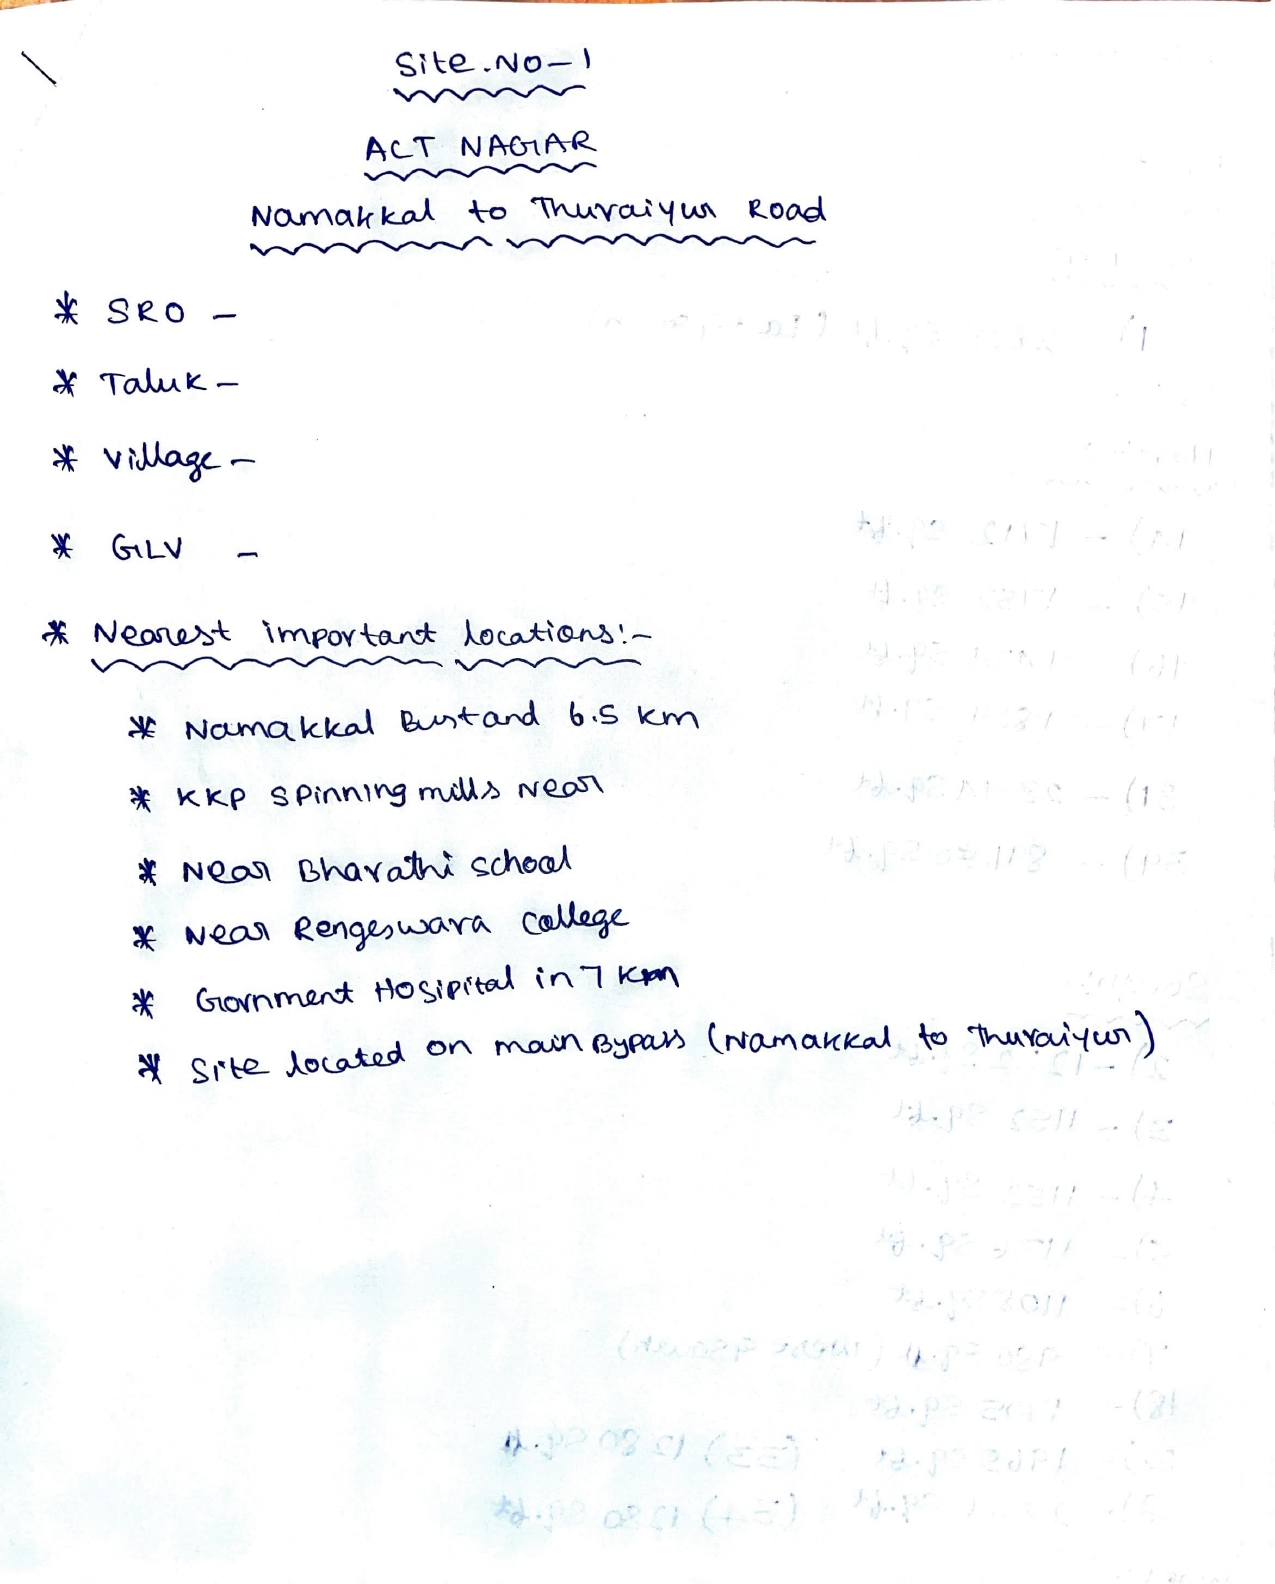 Site.No-1
ACT NAGAR
Namakkal to Thuraiyur Road
* SRO -
* Taluk -
* Village -
* GLV -
* Nearest important locations:-
* Namakkal Bustand 6.5 km
* KKP Spinning mills Near
* Near Bharathi school
* Near Rengeswara College
* Gornment Hosipital in 7 km
* Site located on main Bypass (Namakkal to Thuraiyur)